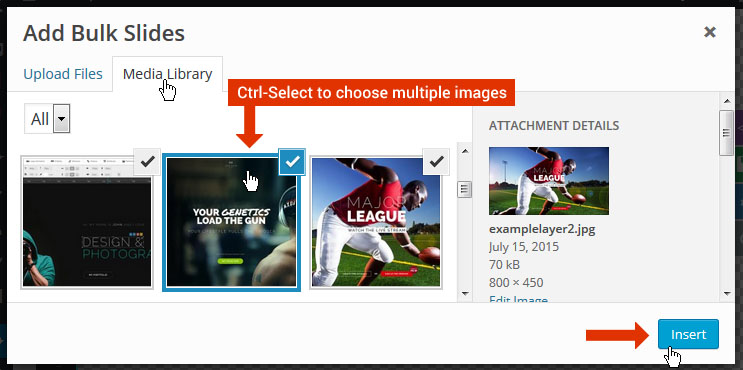 Add Bulk Slides
Upload Files
Media Library
Ctrl-Select to choose multiple images
All
ATTACHMENT DETAILS
DESIGN &
PHOTOGRA
YOUR GENETICS
LOAD THE GUN
MAJOR
LEAGUE
WATCH THE LIVE STREAM
MAJOR
LEAGUE
examplelayer2.jpg
July 15, 2015
70 kB
800 × 450
Edit Image
Insert